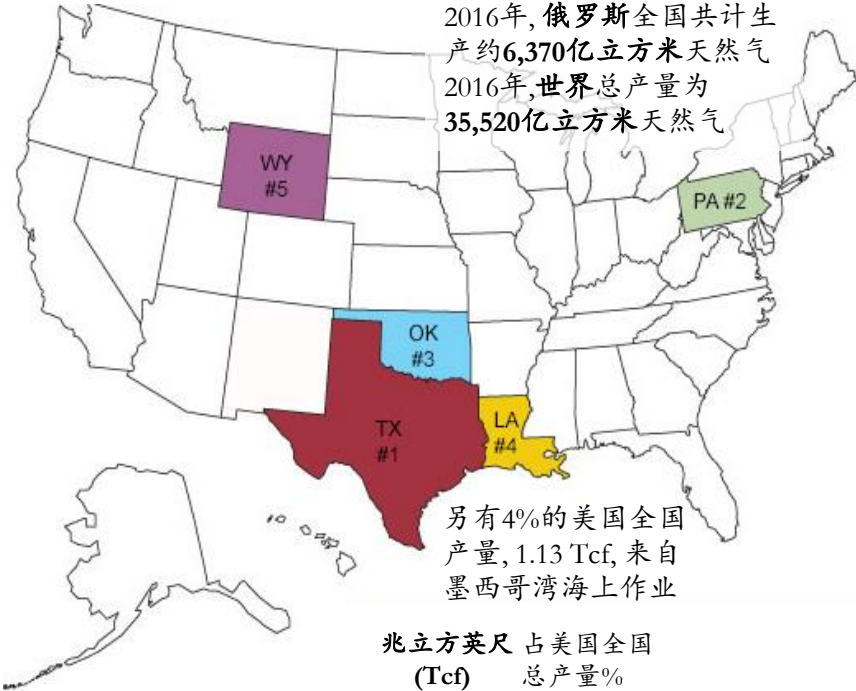 2016年, 俄罗斯全国共计生
产约6,370亿立方米天然气
2016年,世界总产量为
35,520亿立方米天然气
WY
#5
PA #2
OK
#3
TX
#1
LA
#4
另有4%的美国全国
产量, 1.13 Tcf, 来自
墨西哥湾海上作业
兆立方英尺 占美国全国
(Tcf) 总产量%